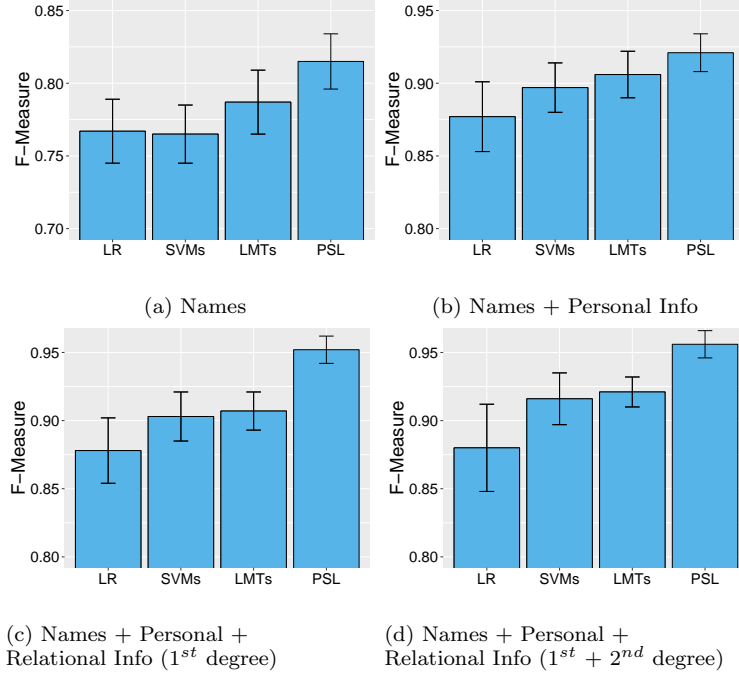 F-Measure
0.85
0.80
0.75
0.70
LR SVMs LMTs PSL
(a) Names
F-Measure
0.95
0.90
0.85
0.80
LR SVMs LMTs PSL
(b) Names + Personal Info
F-Measure
0.95
0.90
0.85
0.80
LR SVMs LMTs PSL
(c) Names + Personal +
Relational Info (1st degree)
F-Measure
0.95
0.90
0.85
0.80
LR SVMs LMTs PSL
(d) Names + Personal +
Relational Info (1st + 2nd degree)